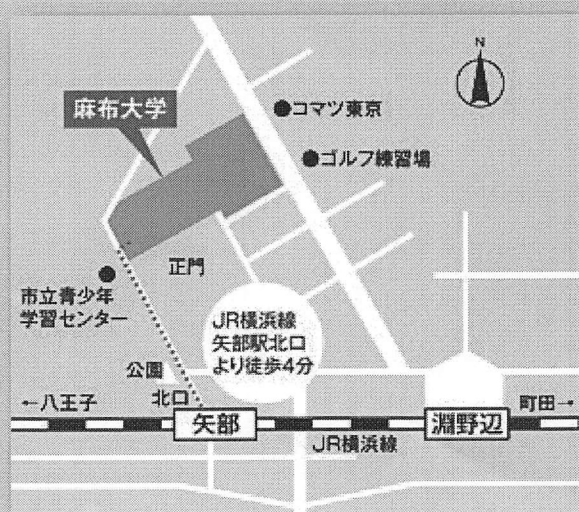 N
麻布大学
●コマツ東京
●ゴルフ練習場
正門
市立青少年
学習センター
JR横浜線
矢部駅北口
より徒歩4分
公園
北口
←八王子
矢部
JR横浜線
淵野辺
町田→